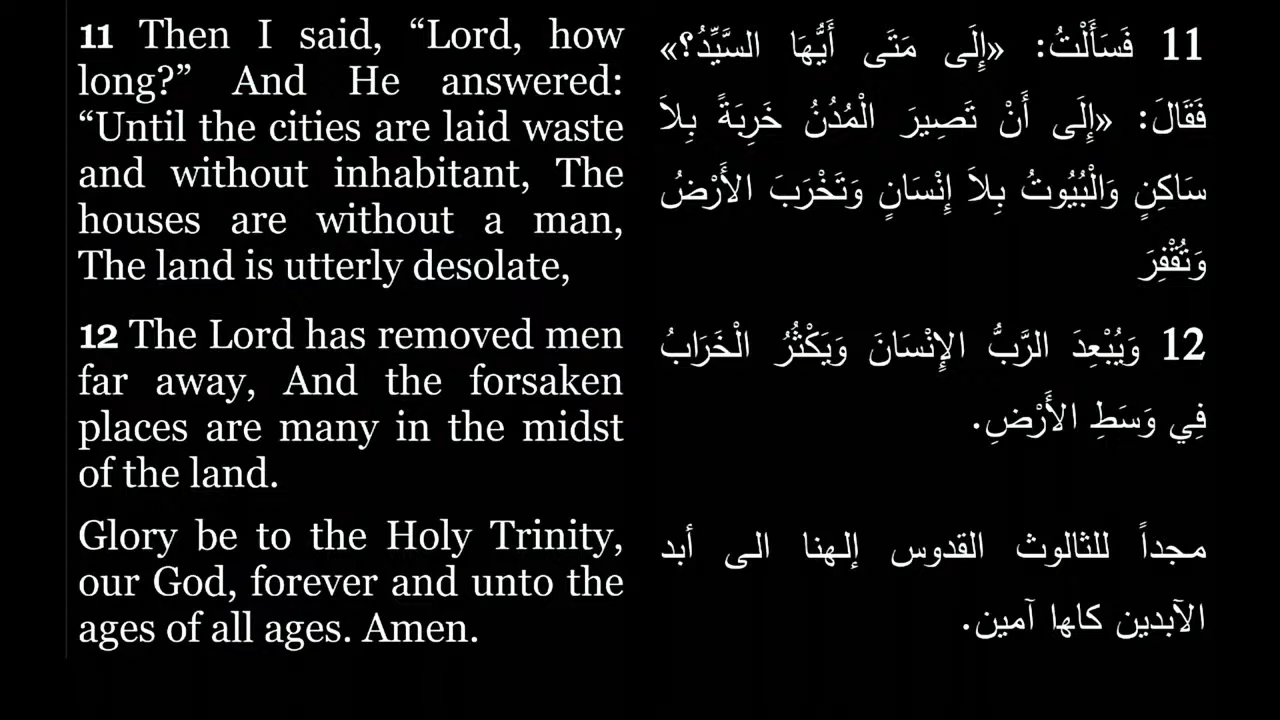 11 Then I said, “Lord, how
long?” And He answered:
“Until the cities are laid waste
and without inhabitant, The
houses are without a man,
The land is utterly desolate,
12 The Lord has removed men
far away, And the forsaken
places are many in the midst
of the land.
Glory be to the Holy Trinity,
our God, forever and unto the
ages of all ages. Amen.
11 فَسَأَلْتُ: «إِلَى مَتَى أَيُّهَا السَّيِّدُ؟»
فَقَالَ: «إِلَى أَنْ تَصِيرَ الْمُدُنُ خَرِبَةً بِلاَ
سَاكِنٍ وَالْبُيُوتُ بِلاَ إِنْسَانٍ وَتَخْرَبَ الأَرْضُ
وَتُقْفِرَ
12 وَيُبْعِدَ الرَّبُّ الإِنْسَانَ وَيَكْثُرُ الْخَرَابُ
فِي وَسَطِ الأَرْضِ.
مجداً للثالوث القدوس إلهنا الى أبد
الآبدين كلها آمين.